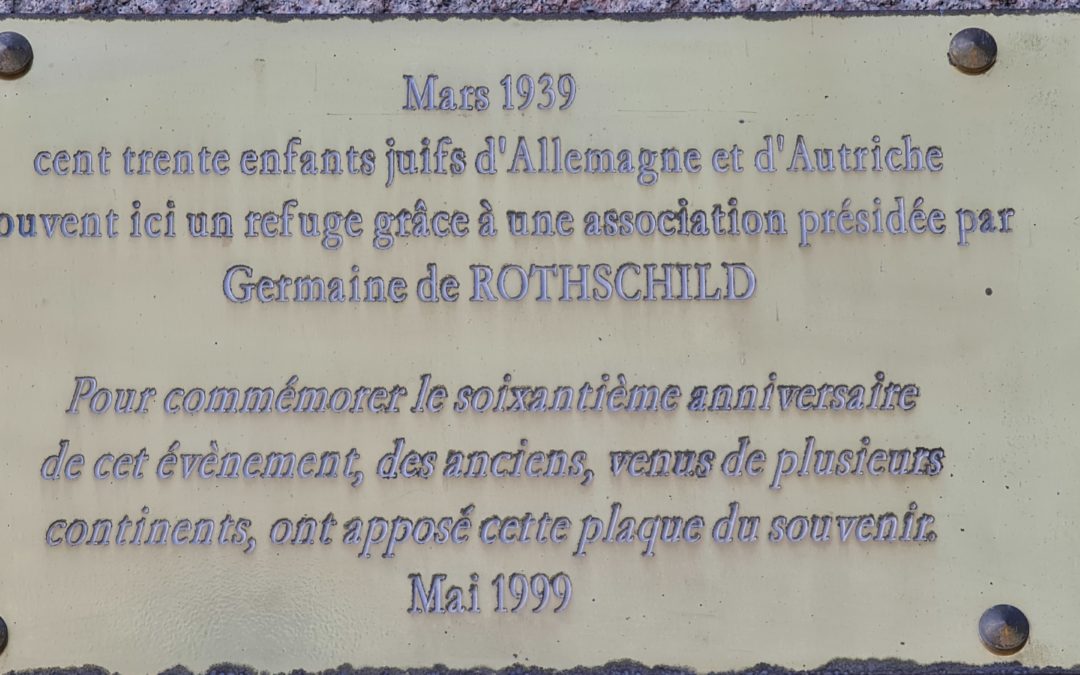 Mars 1939
cent trente enfants juifs d'Allemagne et d'Autriche
ouvent ici un refuge grâce à une association présidée par
Germaine de ROTHSCHILD
Pour commémorer le soixantième anniversaire
de cet évènement, des anciens, venus de plusieurs
continents, ont apposé cette plaque du souvenir.
Mai 1999